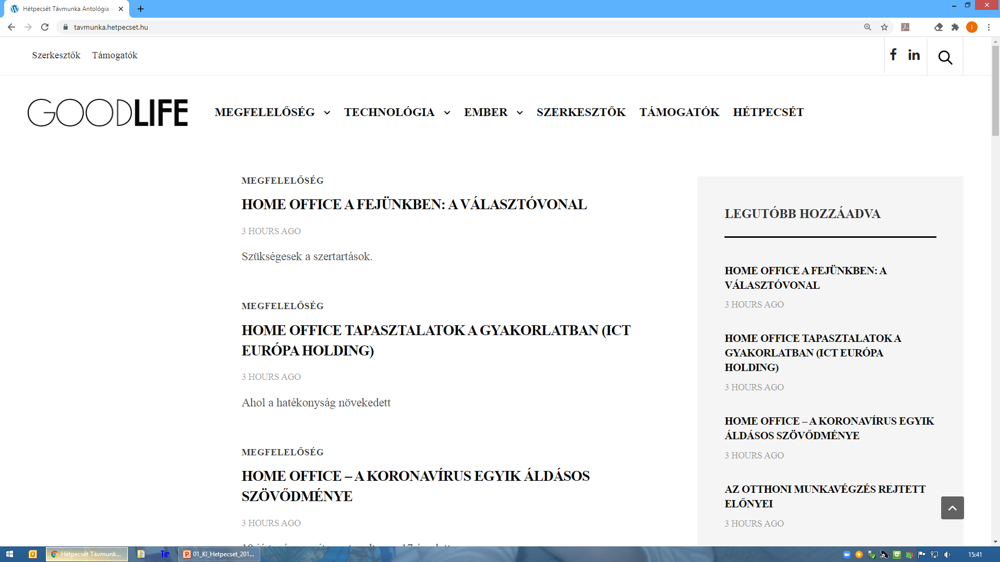 Hétpecsét Távmunka Antológia -
tavmunka.hetpecset.hu
I
Szerkesztők Támogatók
GOODLIFE
MEGFELELŐSÉG TECHNOLÓGIA EMBER SZERKESZTŐK TÁMOGATÓK HÉTPECSÉT
MEGFELELŐSÉG
HOME OFFICE A FEJÜNKBEN: A VÁLASZTÓVONAL
3 HOURS AGO
Szükségesek a szertartások.
MEGFELELŐSÉG
HOME OFFICE TAPASZTALATOK A GYAKORLATBAN (ICT
EURÓPA HOLDING)
3 HOURS AGO
Ahol a hatékonyság növekedett
MEGFELELŐSÉG
HOME OFFICE – A KORONAVÍRUS EGYIK ÁLDÁSOS
SZÖVŐDMÉNYE
3 HOURS AGO
LEGUTÓBB HOZZÁADVA
HOME OFFICE A FEJÜNKBEN: A
VÁLASZTÓVONAL
3 HOURS AGO
HOME OFFICE TAPASZTALATOK A
GYAKORLATBAN (ICT EURÓPA
HOLDING)
3 HOURS AGO
HOME OFFICE – A KORONAVÍRUS EGYIK
ÁLDÁSOS SZÖVŐDMÉNYE
3 HOURS AGO
AZ OTTHONI MUNKAVÉGZÉS REJTETT
ELŐNYEI
3 HOURS AGO
Hétpecsét Távmunk... Tir 01_KI_Hetpecset_201... 15:41